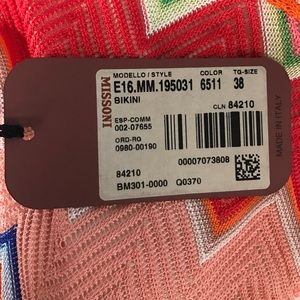 MISSONI
MODELLO / STYLE COLOR TG-SIZE
E16.MM.195031 6511 38
BIKINI CLN 84210
ESP-COMM
002-07655
ORD-RG
0980-00190
00007073808
84210
BM301-0000 Q0370
MADE IN ITALY